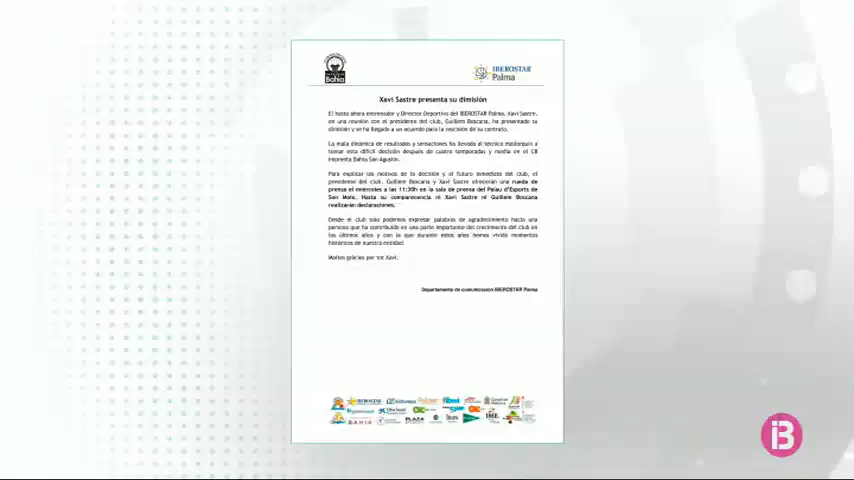 Bahía
IBEROSTAR
Palma
Xavi Sastre presenta su dimisión
El hasta ahora entrenador y Director Deportivo del IBEROSTAR Palma, Xavi Sastre,
en una reunión con el presidente del club, Guillem Boscana, ha presentado su
dimisión y se ha llegado a un acuerdo para la rescisión de su contrato.
La mala dinámica de resultados y sensaciones ha llevado al técnico mallorquín a
tomar esta difícil decisión después de cuatro temporadas y media en el CB
Imprenta Bahía San Agustín.
Para explicar los motivos de la decisión y el futuro inmediato del club, el
presidente del club, Guillem Boscana y Xavi Sastre ofrecerán una rueda de
prensa el miércoles a las 11:30h en la sala de prensa del Palau d'Esports de
Son Moix. Hasta su comparecencia ni Xavi Sastre ni Guillem Boscana
realizarán declaraciones.
Desde el club solo podemos expresar palabras de agradecimiento hacia una
persona que ha contribuido en una parte importante del crecimiento del club en
los últimos años y con la que durante estos años hemos vivido momentos
históricos de nuestra entidad.
Moltes gràcies per tot Xavi.
Departamento de comunicación IBEROSTAR Palma
IBEROSTAR
BAHIA
PLAZA
IB